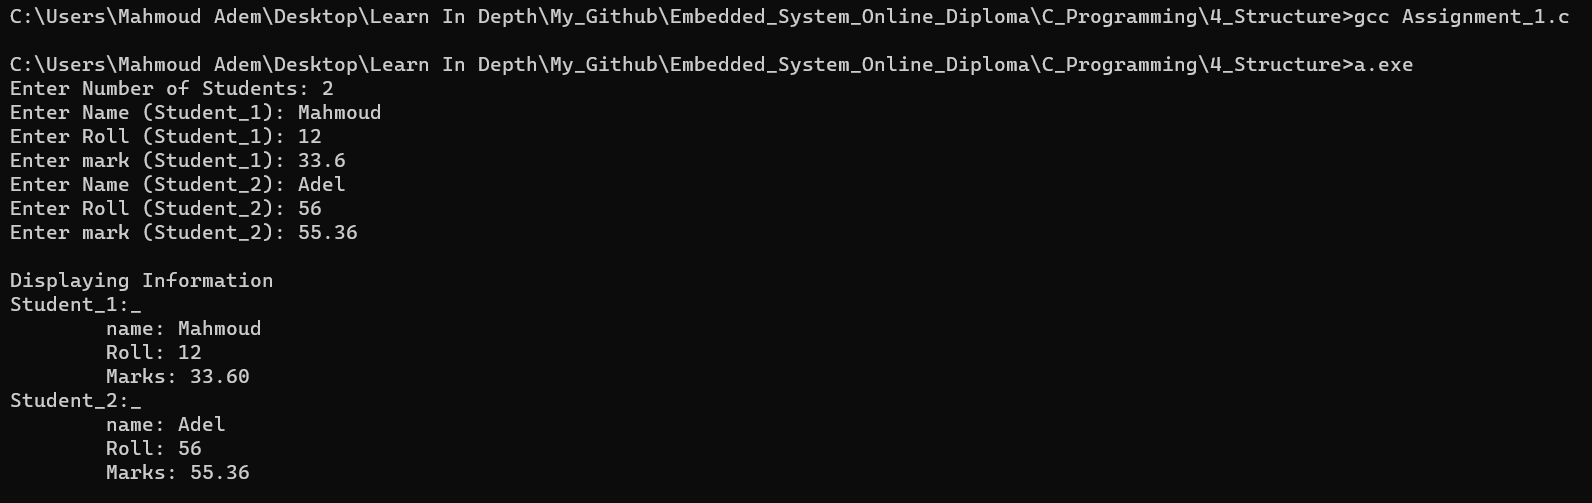 C:\Users\Mahmoud Adem\Desktop\Learn In Depth\My_Github\Embedded_System_Online_Diploma\C_Programming\4_Structure>gcc Assignment_1.c
C:\Users\Mahmoud Adem\Desktop\Learn In Depth\My_Github\Embedded_System_Online_Diploma\C_Programming\4_Structure>a.exe
Enter Number of Students: 2
Enter Name (Student_1): Mahmoud
Enter Roll (Student_1): 12
Enter mark (Student_1): 33.6
Enter Name (Student_2): Adel
Enter Roll (Student_2): 56
Enter mark (Student_2): 55.36
Displaying Information
Student_1:_
name: Mahmoud
Roll: 12
Marks: 33.60
Student_2:_
name: Adel
Roll: 56
Marks: 55.36